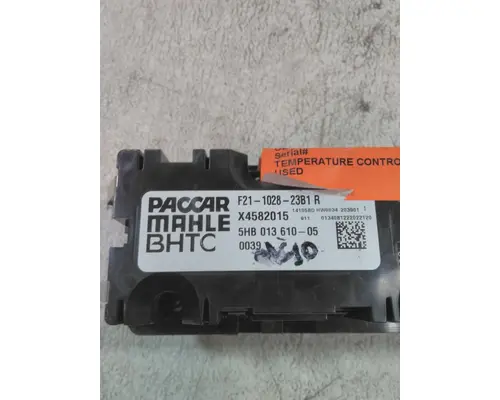 Serial#
TEMPERATURE CONTRO
USED
PACCAR
MAHLE
BHTC
F21-1028-23B1 R
X4582015
5HB 013 610-05
0039